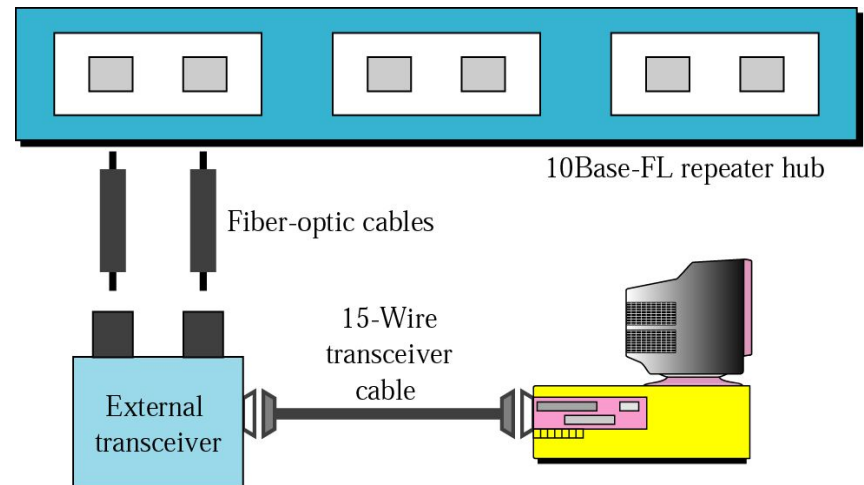 10Base-FL repeater hub
Fiber-optic cables
15-Wire
transceiver
cable
External
transceiver